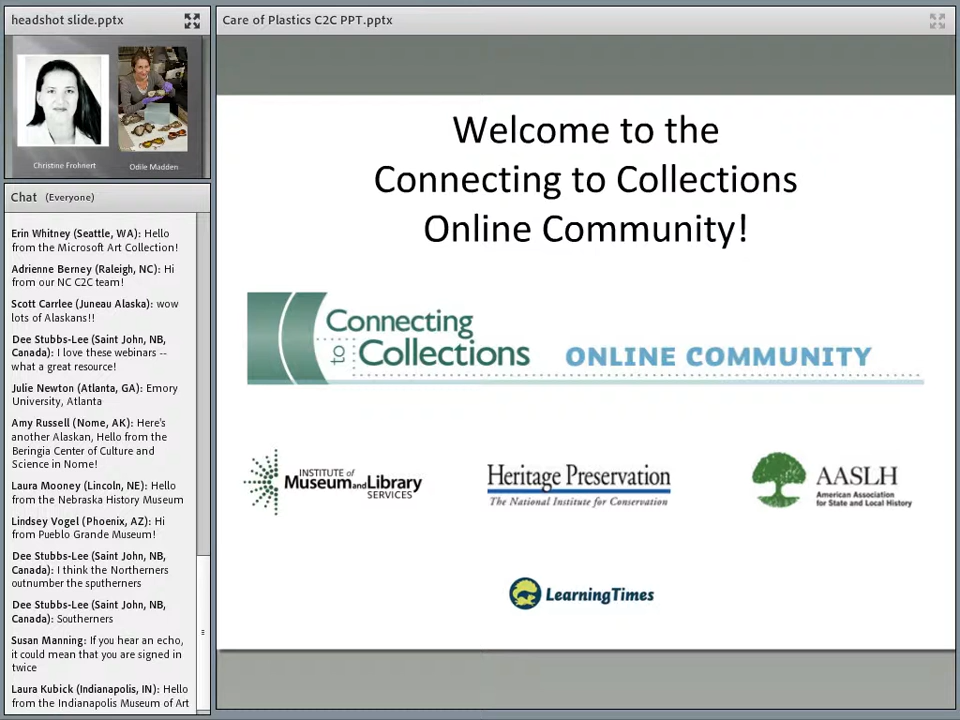 headshot slide.pptx
Christine Frohnert
Odile Madden
Chat (Everyone)
Erin Whitney (Seattle, WA): Hello
from the Microsoft Art Collection!
Adrienne Berney (Raleigh, NC): Hi
from our NC C2C team!
Scott Carrlee (Juneau Alaska): wow
lots of Alaskans!!
Dee Stubbs-Lee (Saint John, NB,
Canada): I love these webinars --
what a great resource!
Julie Newton (Atlanta, GA): Emory
University, Atlanta
Amy Russell (Nome, AK): Here's
another Alaskan, Hello from the
Beringia Center of Culture and
Science in Nome!
Laura Mooney (Lincoln, NE): Hello
from the Nebraska History Museum
Lindsey Vogel (Phoenix, AZ): Hi
from Pueblo Grande Museum!
Dee Stubbs-Lee (Saint John, NB,
Canada): I think the Northerners
outnumber the sputherners
Dee Stubbs-Lee (Saint John, NB,
Canada): Southerners
Susan Manning: If you hear an echo,
it could mean that you are signed in
twice
Laura Kubick (Indianapolis, IN): Hello
from the Indianapolis Museum of Art
Care of Plastics C2C PPT.pptx
Welcome to the
Connecting to Collections
Online Community!
Connecting
to Collections ONLINE COMMUNITY
INSTITUTE of
Museum and Library
SERVICES
Heritage Preservation
The National Institute for Conservation
AASLH
American Association
for State and Local History
LearningTimes